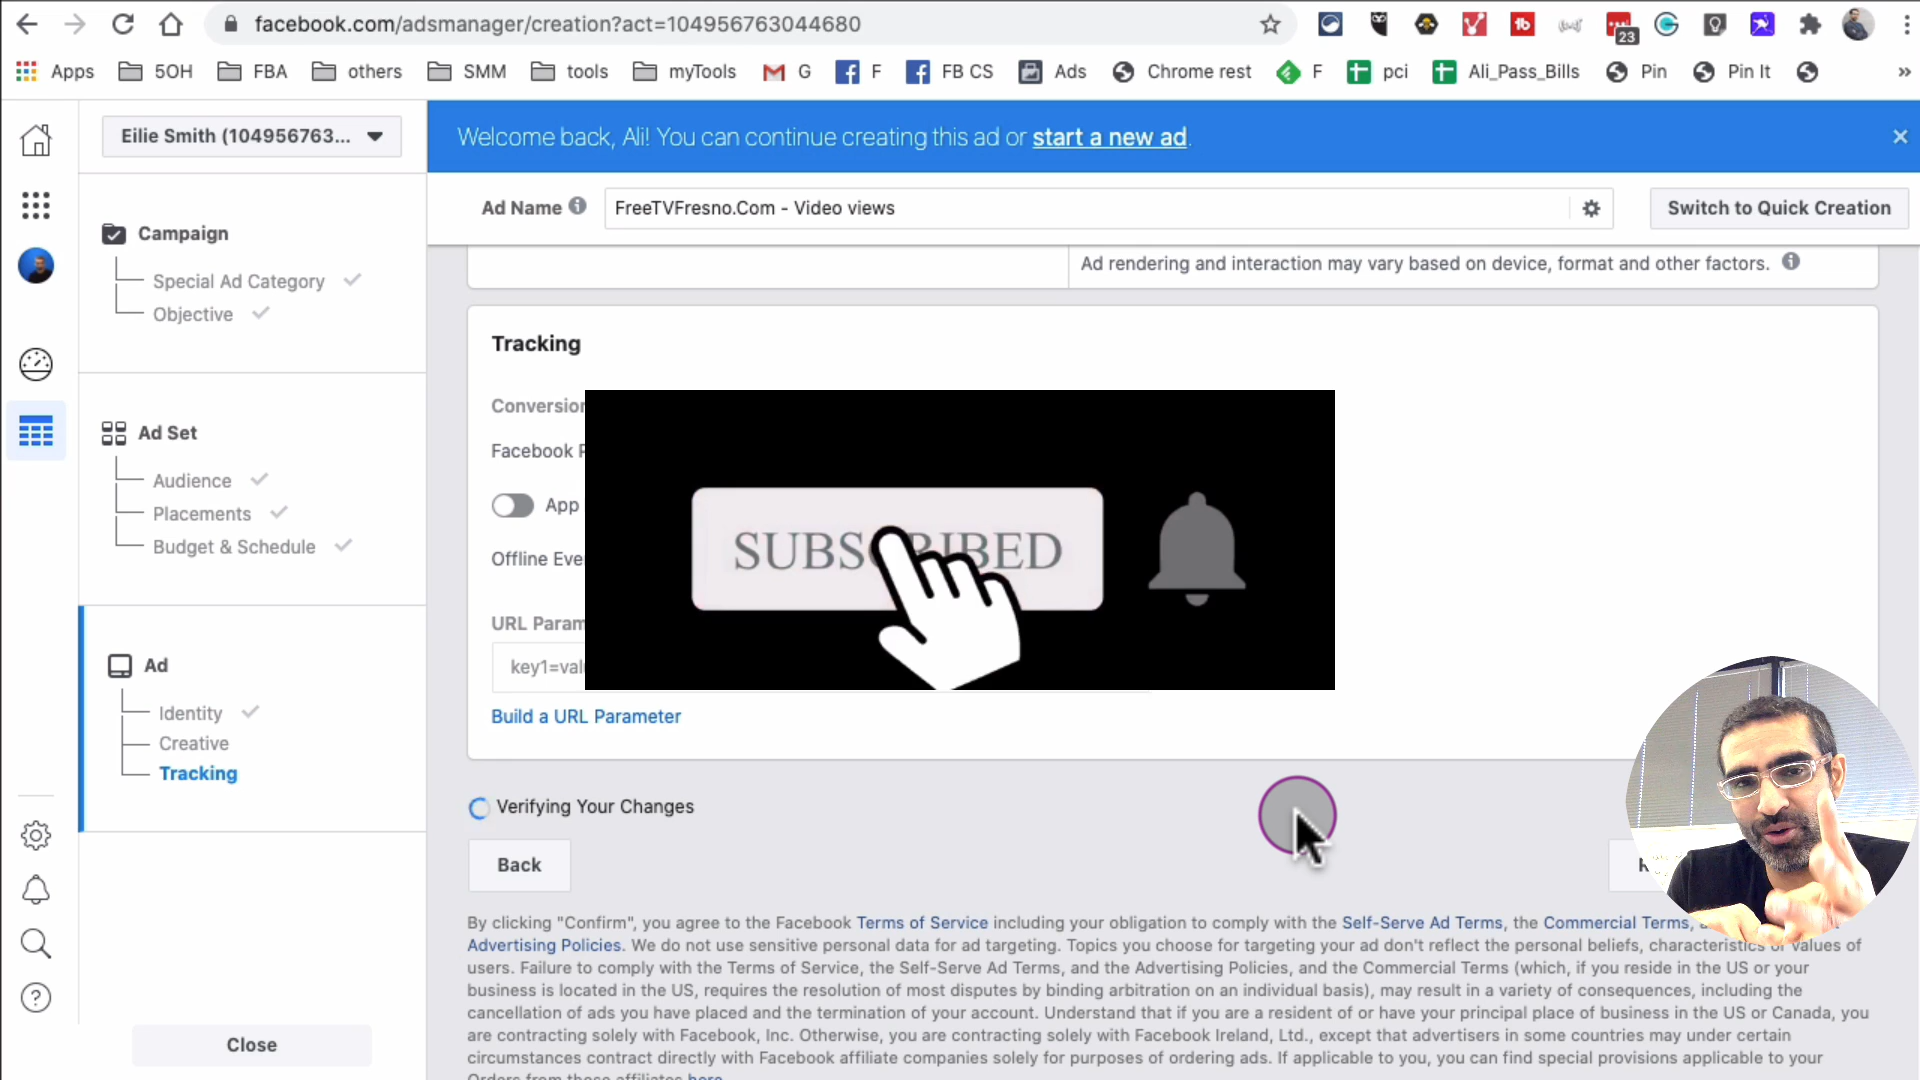 facebook.com/adsmanager/creation?act=104956763044680
23
Apps 5OH FBA others SMM tools myTools G F FB CS Ads Chrome rest F pci Ali_Pass_Bills Pin Pin It »
Eilie Smith (104956763...
Welcome back, Ali! You can continue creating this ad or start a new ad.
Ad Name FreeTVFresno.Com - Video views
Switch to Quick Creation
Campaign
Special Ad Category
Objective
Ad Set
Audience
Placements
Budget & Schedule
Ad
Identity
Creative
Tracking
Close
Ad rendering and interaction may vary based on device, format and other factors.
Tracking
Conversion
Facebook P
App
Offline Eve
URL Param
key1=val
SUBSCRIBED
Build a URL Parameter
Verifying Your Changes
Back
By clicking "Confirm", you agree to the Facebook Terms of Service including your obligation to comply with the Self-Serve Ad Terms, the Commercial Terms,
Advertising Policies. We do not use sensitive personal data for ad targeting. Topics you choose for targeting your ad don't reflect the personal beliefs, characteristics or values of
users. Failure to comply with the Terms of Service, the Self-Serve Ad Terms, and the Advertising Policies, and the Commercial Terms (which, if you reside in the US or your
business is located in the US, requires the resolution of most disputes by binding arbitration on an individual basis), may result in a variety of consequences, including the
cancellation of ads you have placed and the termination of your account. Understand that if you are a resident of or have your principal place of business in the US or Canada, you
are contracting solely with Facebook, Inc. Otherwise, you are contracting solely with Facebook Ireland, Ltd., except that advertisers in some countries may under certain
circumstances contract directly with Facebook affiliate companies solely for purposes of ordering ads. If applicable to you, you can find special provisions applicable to your
Orders from those affiliates here.